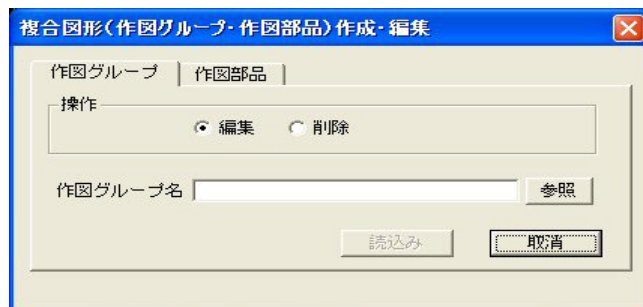 複合図形(作図グループ・作図部品)作成・編集
作図グループ 作図部品
操作
編集 削除
作図グループ名 参照
読込み 取消